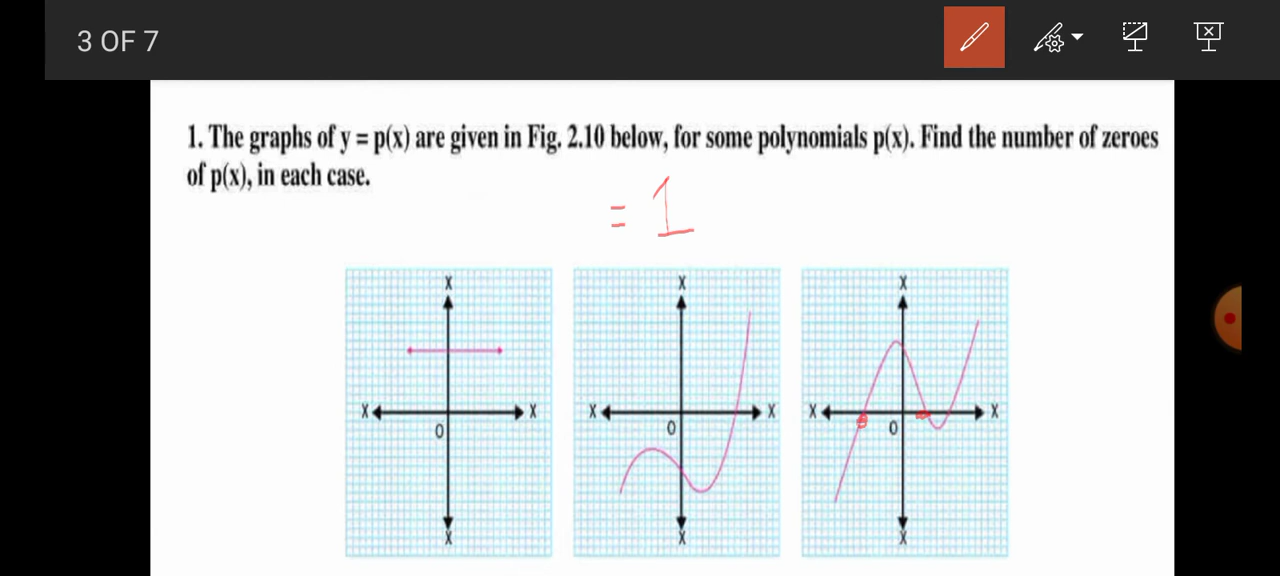 3 OF 7
1. The graphs of y = p(x) are given in Fig. 2.10 below, for some polynomials p(x). Find the number of zeroes
of p(x), in each case.
= 1
X X X
X X X X X X
0 0 0
X X X